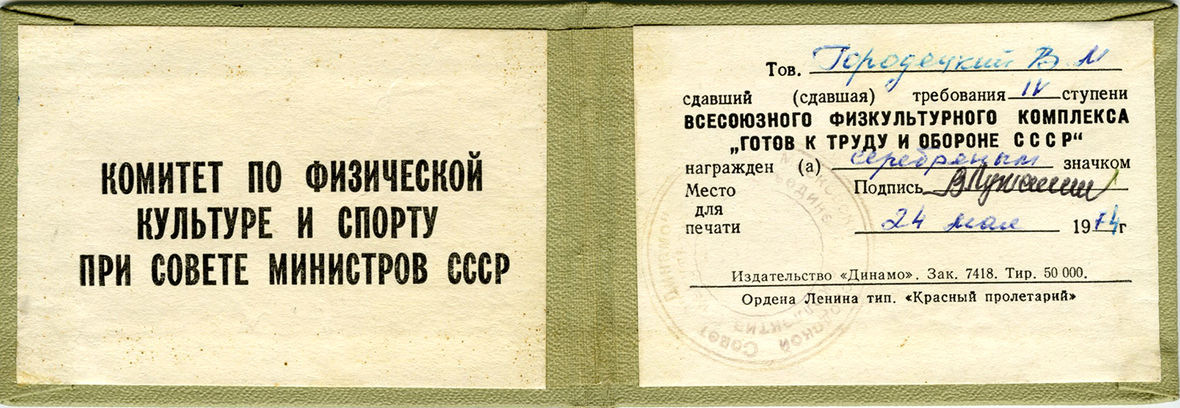 КОМИТЕТ ПО ФИЗИЧЕСКОЙ
КУЛЬТУРЕ И СПОРТУ
ПРИ СОВЕТЕ МИНИСТРОВ СССР
Тов. Городецкий В М
сдавший (сдавшая) требования IV ступени
ВСЕСОЮЗНОГО ФИЗКУЛЬТУРНОГО КОМПЛЕКСА
„ГОТОВ К ТРУДУ И ОБОРОНЕ СССР“
награжден (а) серебряным значком
Место Подпись
для
печати 24 мая 1974г
Издательство «Динамо». Зак. 7418. Тир. 50 000.
Ордена Ленина тип. «Красный пролетарий»